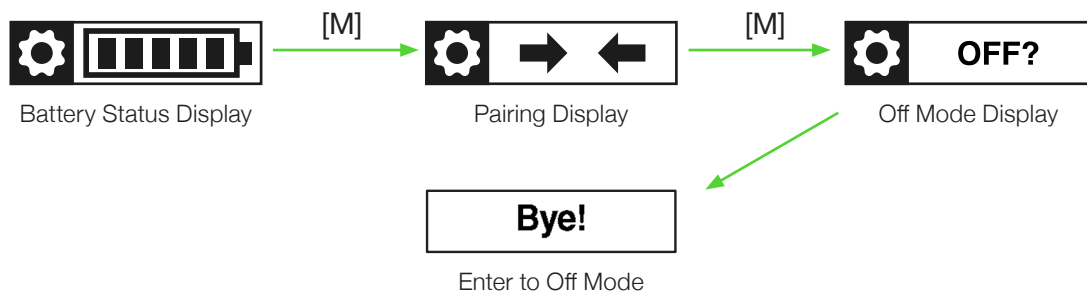 [M]
[M]
OFF?
Battery Status Display
Pairing Display
Off Mode Display
Bye!
Enter to Off Mode